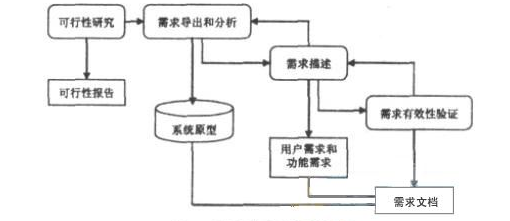 可行性研究
需求导出和分析
需求描述
可行性报告
系统原型
需求有效性验证
用户需求和
功能需求
需求文档